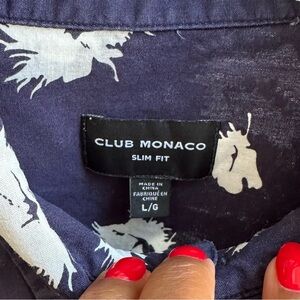 CLUB MONACO
SLIM FIT
MADE IN
CHINA
FABRIQUÉ EN
CHINE
L/G